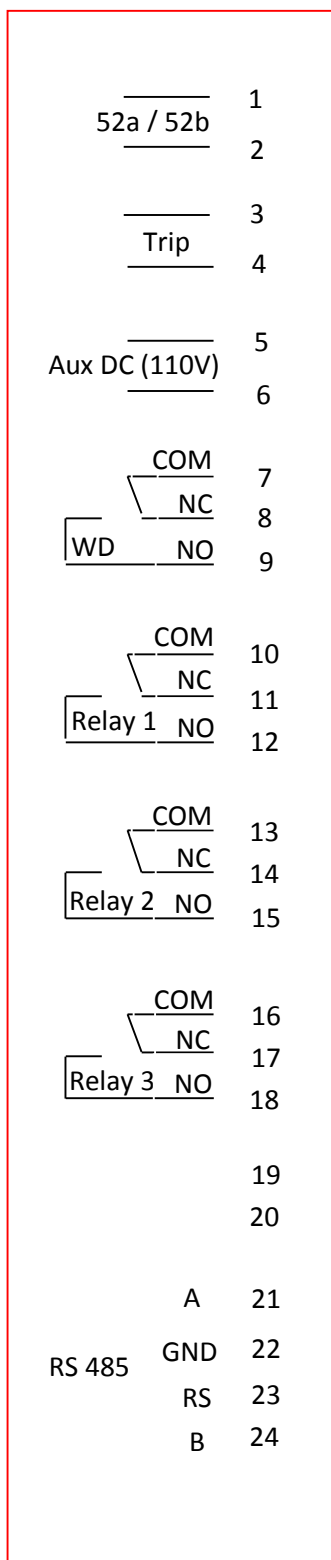 1
52a / 52b
2
3
Trip
4
5
Aux DC (110V)
6
COM 7
NC 8
WD NO 9
COM 10
NC 11
Relay 1 NO 12
COM 13
NC 14
Relay 2 NO 15
COM 16
NC 17
Relay 3 NO 18
19
20
A 21
GND 22
RS 485
RS 23
B 24